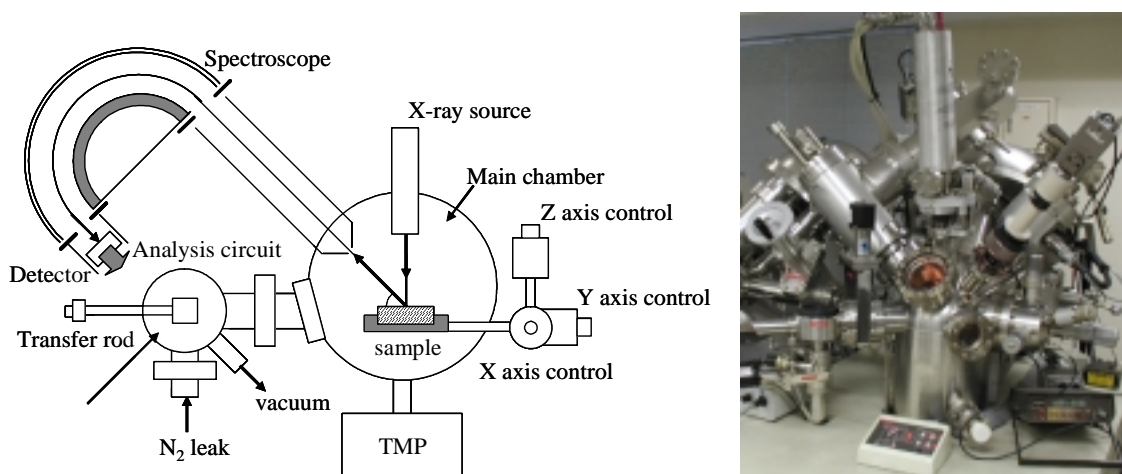 Spectroscope
X-ray source
Main chamber
Z axis control
Analysis circuit
Detector
Y axis control
Transfer rod
sample
X axis control
vacuum
N₂ leak
TMP